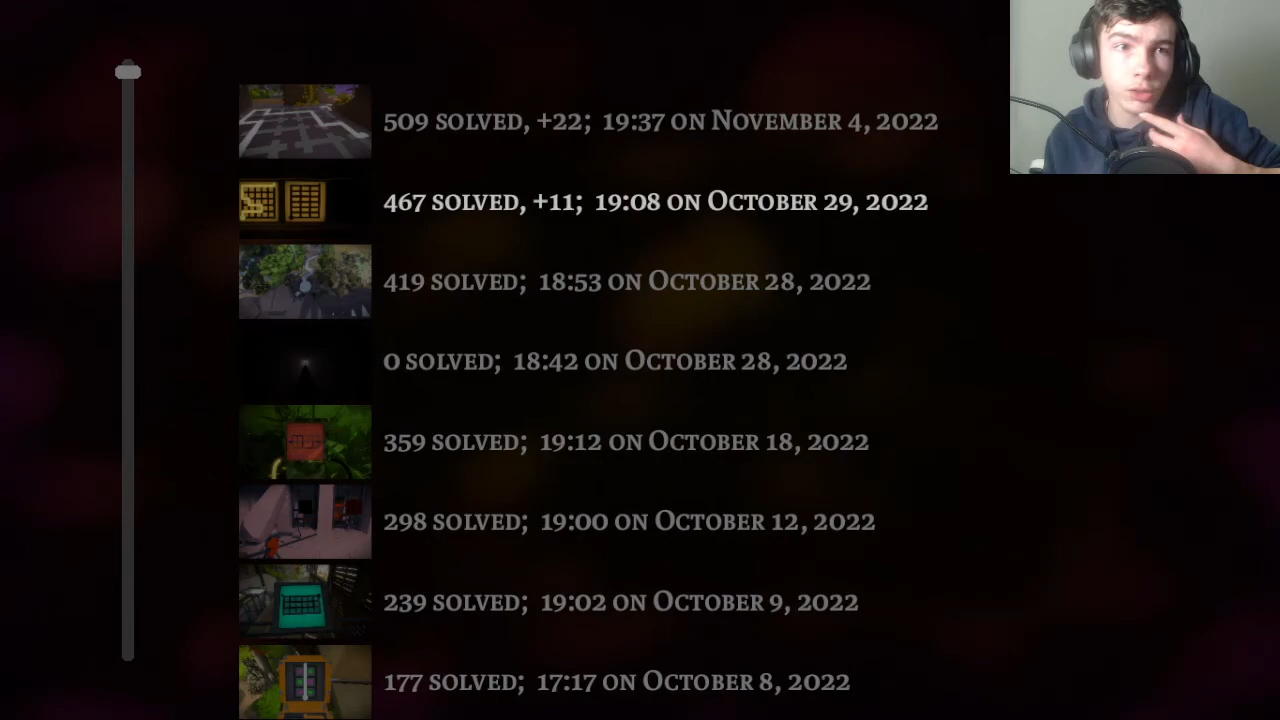 509 solved, +22; 19:37 on November 4, 2022
467 solved, +11; 19:08 on October 29, 2022
419 solved; 18:53 on October 28, 2022
0 solved; 18:42 on October 28, 2022
359 solved; 19:12 on October 18, 2022
298 solved; 19:00 on October 12, 2022
239 solved; 19:02 on October 9, 2022
177 solved; 17:17 on October 8, 2022